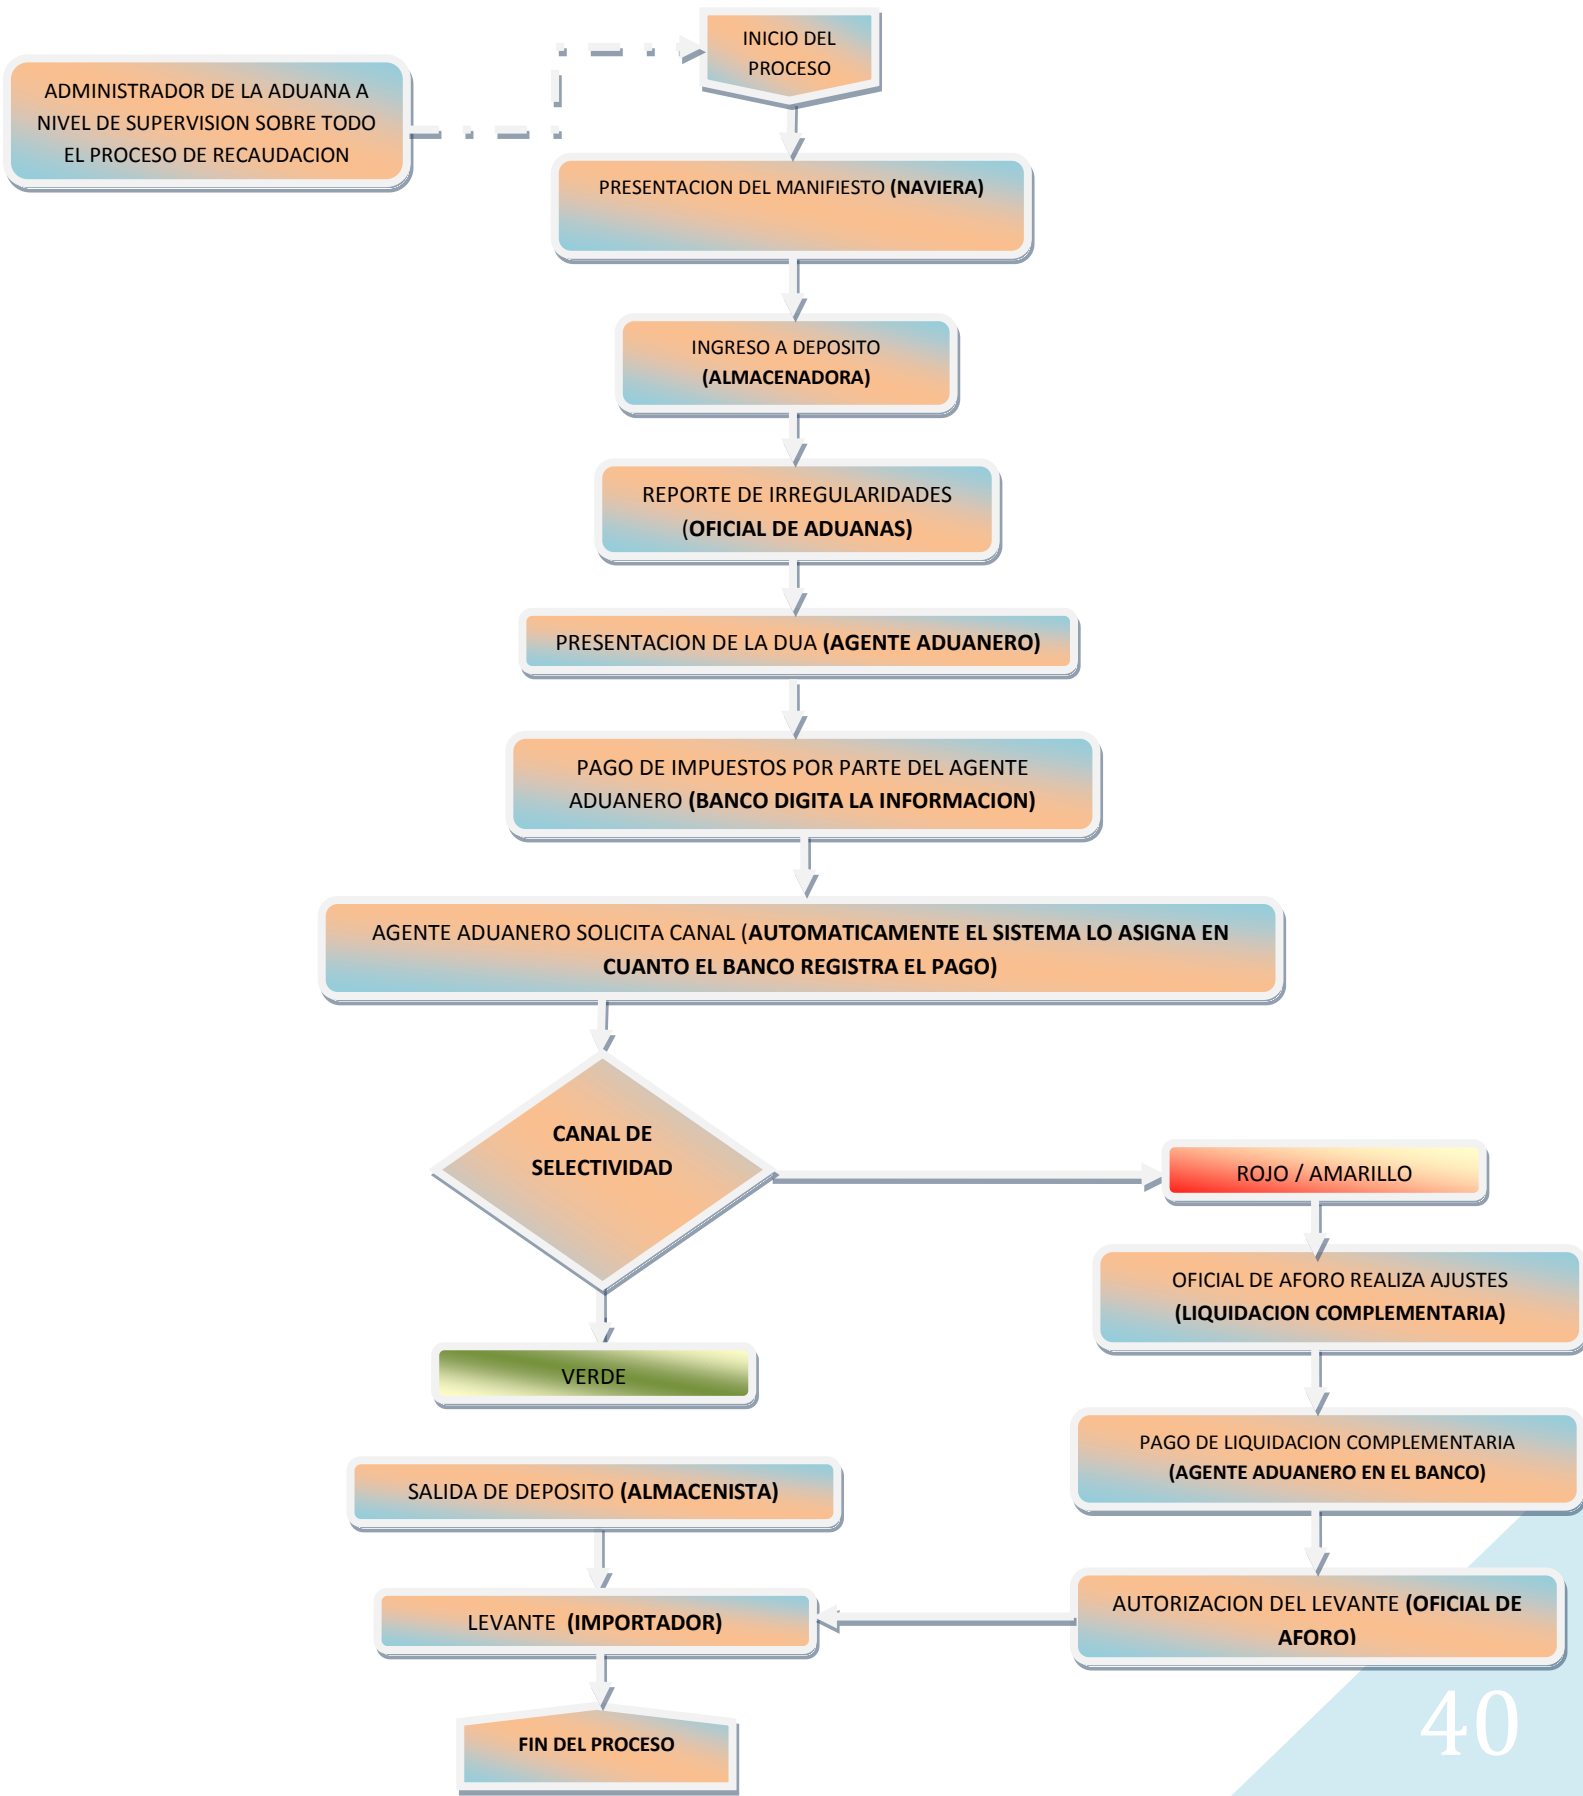 INICIO DEL
PROCESO
ADMINISTRADOR DE LA ADUANA A
NIVEL DE SUPERVISION SOBRE TODO
EL PROCESO DE RECAUDACION
PRESENTACION DEL MANIFIESTO (NAVIERA)
INGRESO A DEPOSITO
(ALMACENADORA)
REPORTE DE IRREGULARIDADES
(OFICIAL DE ADUANAS)
PRESENTACION DE LA DUA (AGENTE ADUANERO)
PAGO DE IMPUESTOS POR PARTE DEL AGENTE
ADUANERO (BANCO DIGITA LA INFORMACION)
AGENTE ADUANERO SOLICITA CANAL (AUTOMATICAMENTE EL SISTEMA LO ASIGNA EN
CUANTO EL BANCO REGISTRA EL PAGO)
CANAL DE
SELECTIVIDAD
ROJO / AMARILLO
OFICIAL DE AFORO REALIZA AJUSTES
(LIQUIDACION COMPLEMENTARIA)
VERDE
PAGO DE LIQUIDACION COMPLEMENTARIA
(AGENTE ADUANERO EN EL BANCO)
SALIDA DE DEPOSITO (ALMACENISTA)
AUTORIZACION DEL LEVANTE (OFICIAL DE
AFORO)
LEVANTE (IMPORTADOR)
FIN DEL PROCESO
40